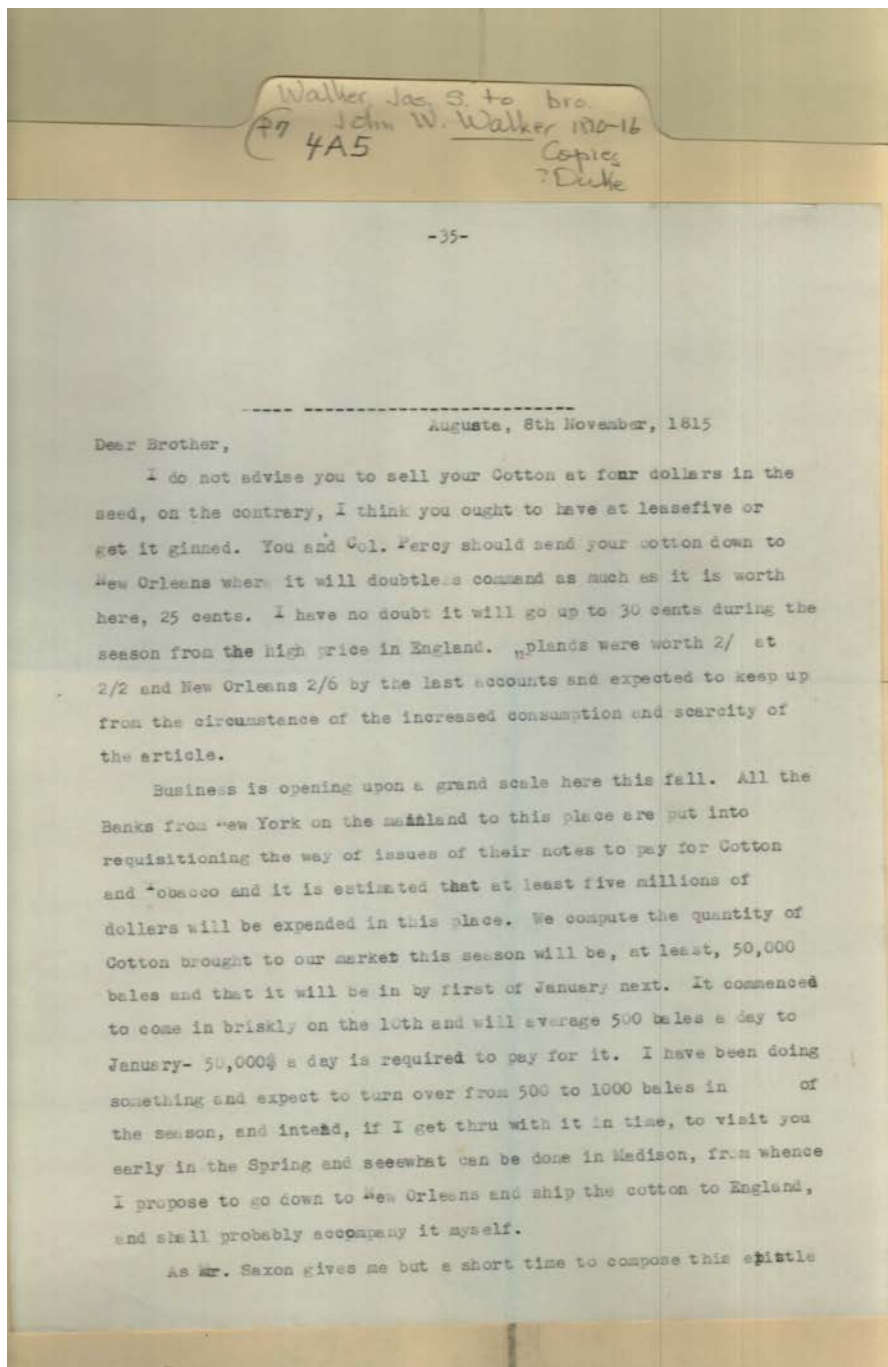 Walker, Jas. S. to bro.
John W. Walker 1810-16
4A5
Copies
? Duke
-35-
Augusta, 8th November, 1815
Dear Brother,
I do not advise you to sell your Cotton at four dollars in the
seed, on the contrary, I think you ought to have at leasefive or
get it ginned. You and Col. Percy should send your cotton down to
New Orleans where it will doubtless command as much as it is worth
here, 25 cents. I have no doubt it will go up to 30 cents during the
season from the high price in England. Uplands were worth 2/ at
2/2 and New Orleans 2/6 by the last accounts and expected to keep up
from the circumstance of the increased consumption and scarcity of
the article.
Business is opening upon a grand scale here this fall. All the
Banks from New York on the mainland to this place are put into
requisitioning the way of issues of their notes to pay for Cotton
and Tobacco and it is estimated that at least five millions of
dollars will be expended in this place. We compute the quantity of
Cotton brought to our market this season will be, at least, 50,000
bales and that it will be in by first of January next. It commenced
to come in briskly on the 10th and will average 500 bales a day to
January- 50,000$ a day is required to pay for it. I have been doing
something and expect to turn over from 500 to 1000 bales in of
the season, and intend, if I get thru with it in time, to visit you
early in the Spring and seeewhat can be done in Madison, from whence
I propose to go down to New Orleans and ship the cotton to England,
and shall probably accompany it myself.
As Mr. Saxon gives me but a short time to compose this epistle